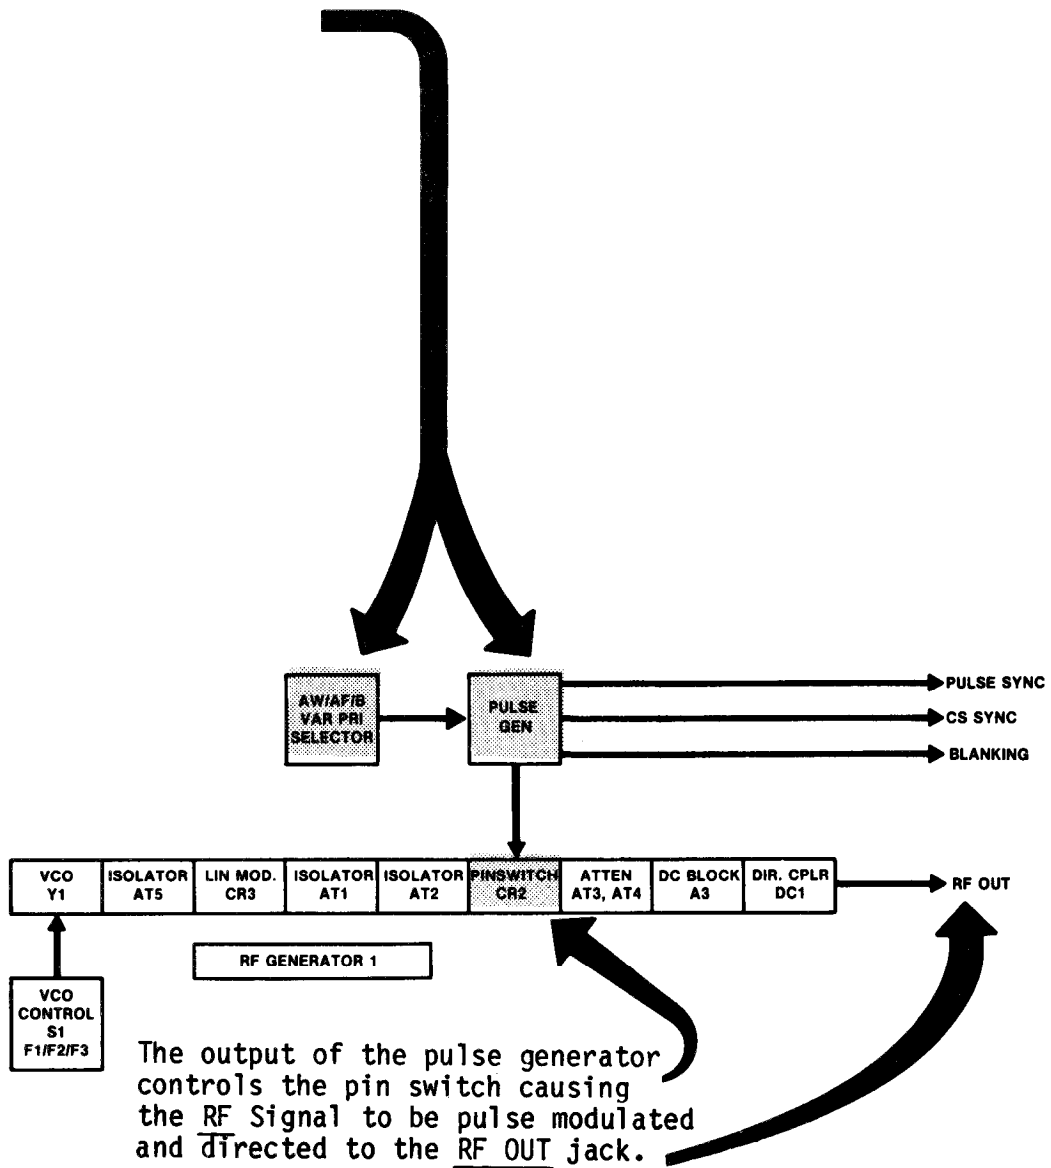 AW/AF/B
VAR PRI
SELECTOR
PULSE
GEN
PULSE SYNC
CS SYNC
BLANKING
VCO
Y1
ISOLATOR
AT5
LIN MOD.
CR3
ISOLATOR
AT1
ISOLATOR
AT2
PINSWITCH
CR2
ATTEN
AT3, AT4
DC BLOCK
A3
DIR. CPLR
DC1
RF OUT
RF GENERATOR 1
VCO
CONTROL
S1
F1/F2/F3
The output of the pulse generator
controls the pin switch causing
the RF Signal to be pulse modulated
and directed to the RF OUT jack.